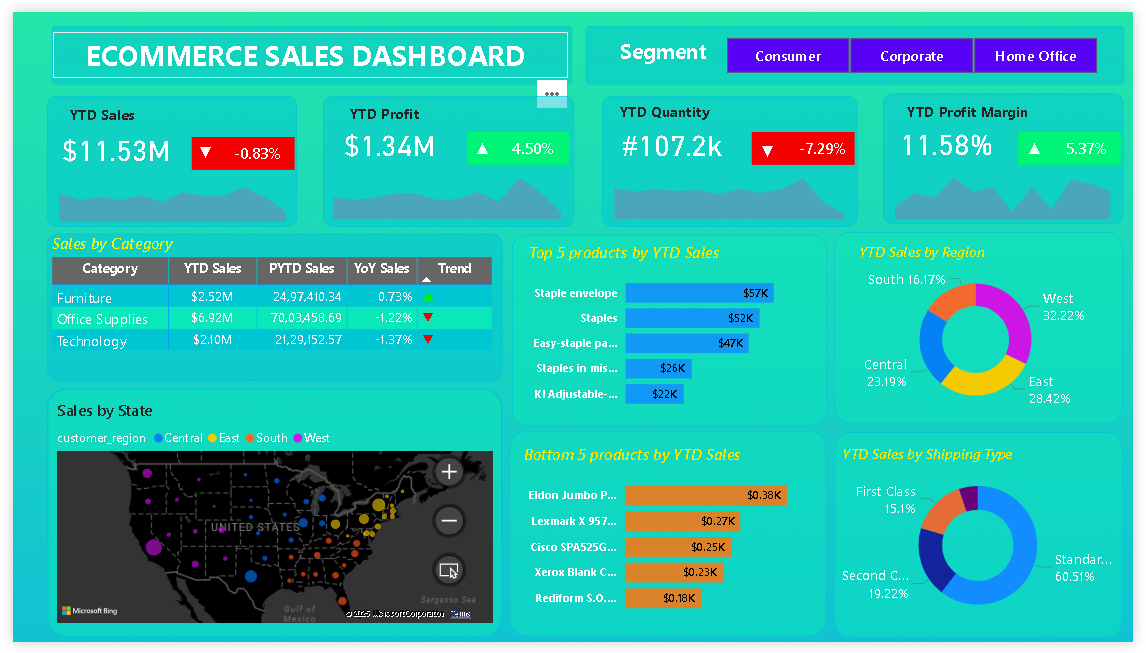 ECOMMERCE SALES DASHBOARD
Segment
Consumer
Corporate
Home Office
YTD Sales
$11.53M
-0.83%
YTD Profit
$1.34M
4.50%
YTD Quantity
#107.2k
-7.29%
YTD Profit Margin
11.58%
5.37%
Sales by Category
Category YTD Sales PYTD Sales YoY Sales Trend
Furniture $2.52M 24,97,410.34 0.73%
Office Supplies $6.92M 70,03,458.69 -1.22%
Technology $2.10M 21,29,152.57 -1.37%
Top 5 products by YTD Sales
Staple envelope $57K
Staples $52K
Easy-staple pa... $47K
Staples in mis... $26K
KI Adjustable-... $22K
YTD Sales by Region
South 16.17%
West
32.22%
Central
23.19%
East
28.42%
Sales by State
customer_region Central East South West
UNITED STATES
Sargasso Sea
Gulf of
Mexico
Microsoft Bing
© 2025 Microsoft Corporation Terms
Bottom 5 products by YTD Sales
Eldon Jumbo P... $0.38K
Lexmark X 957... $0.27K
Cisco SPA525G... $0.25K
Xerox Blank C... $0.23K
Rediform S.O.... $0.18K
YTD Sales by Shipping Type
First Class
15.1%
Second C...
19.22%
Standar...
60.51%